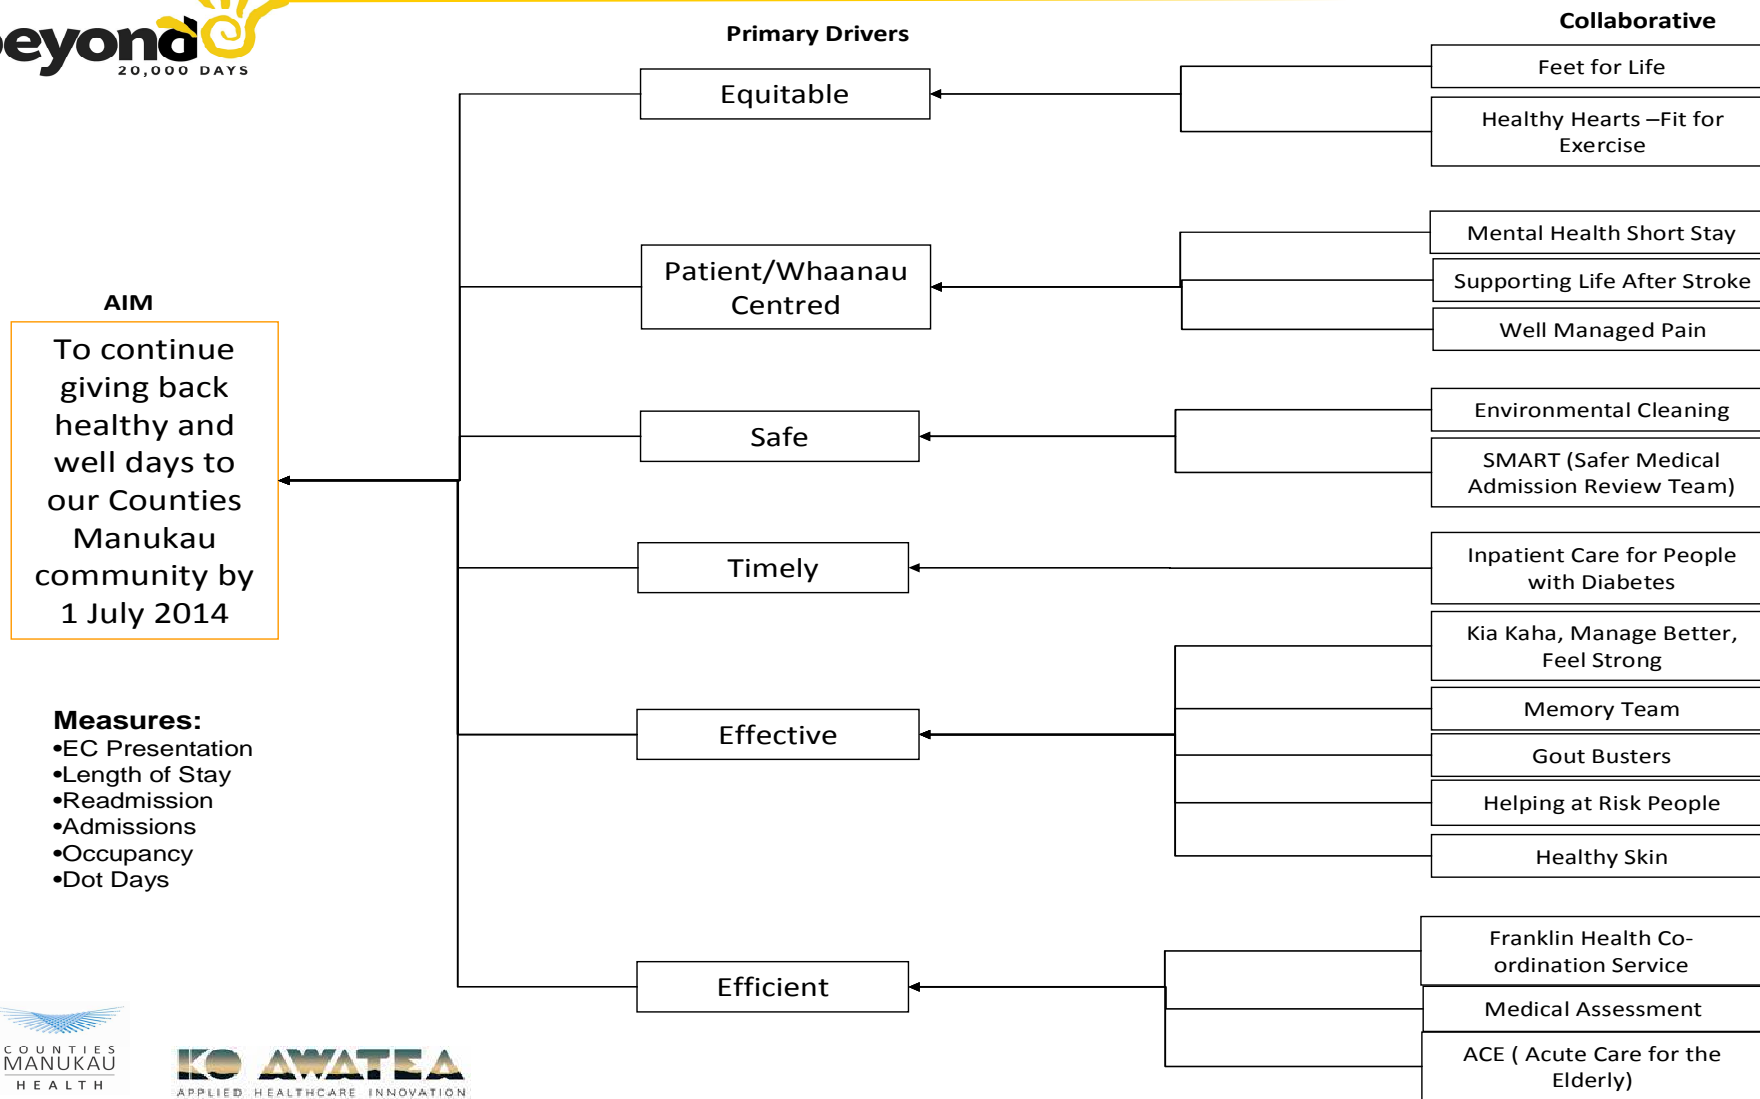 beyond
20,000 DAYS
Primary Drivers
Collaborative
Equitable
Feet for Life
Healthy Hearts –Fit for
Exercise
Patient/Whaanau
Centred
Mental Health Short Stay
Supporting Life After Stroke
Well Managed Pain
AIM
To continue
giving back
healthy and
well days to
our Counties
Manukau
community by
1 July 2014
Safe
Environmental Cleaning
SMART (Safer Medical
Admission Review Team)
Timely
Inpatient Care for People
with Diabetes
Effective
Kia Kaha, Manage Better,
Feel Strong
Memory Team
Gout Busters
Helping at Risk People
Healthy Skin
Measures:
•EC Presentation
•Length of Stay
•Readmission
•Admissions
•Occupancy
•Dot Days
Efficient
Franklin Health Co-
ordination Service
Medical Assessment
ACE ( Acute Care for the
Elderly)
COUNTIES
MANUKAU
HEALTH
KO AWATEA
APPLIED HEALTHCARE INNOVATION